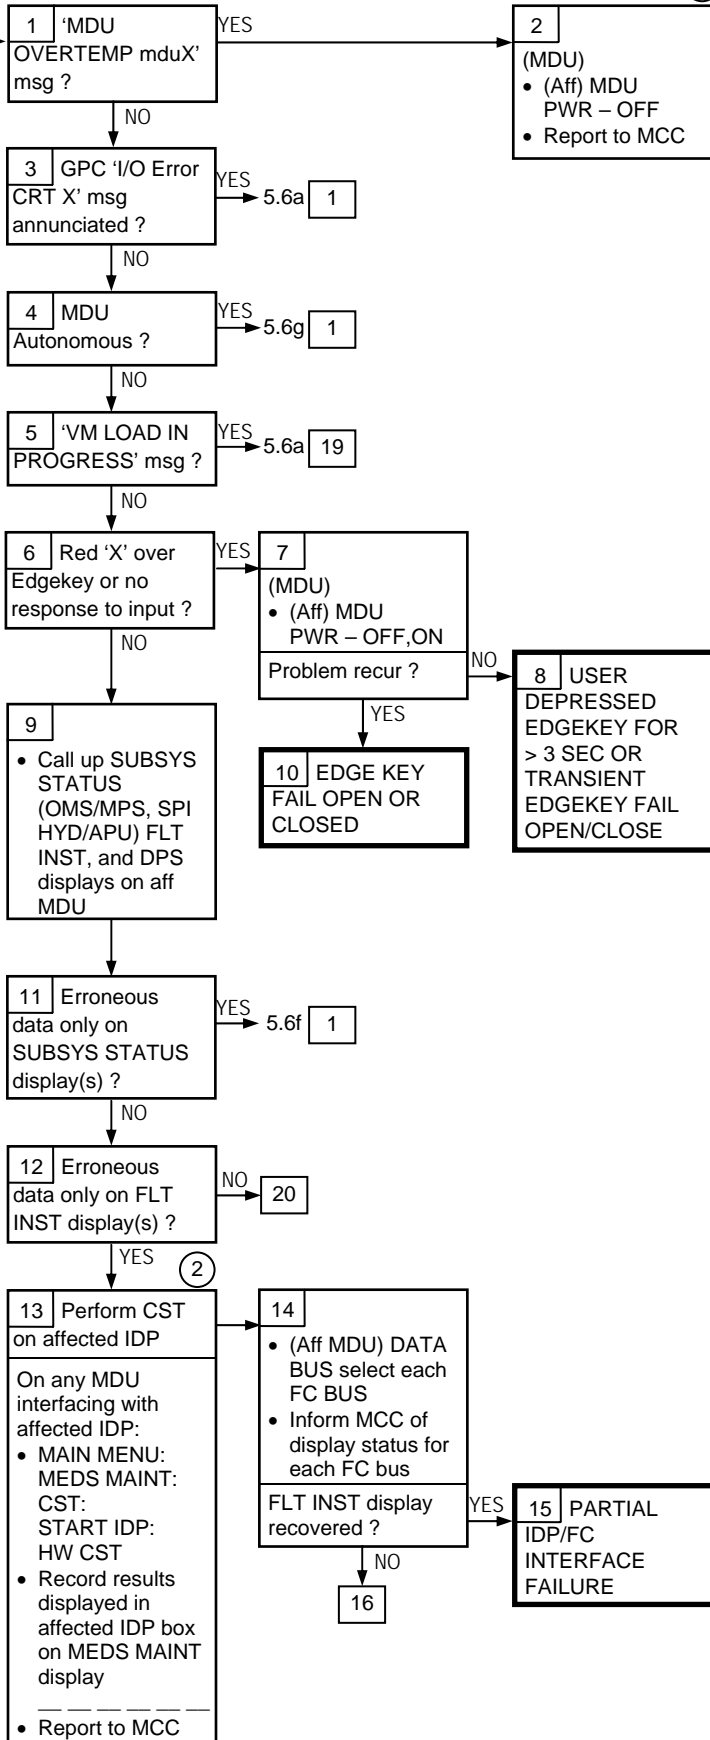 1 'MDU
OVERTEMP mduX'
msg ?
YES
2
(MDU)
• (Aff) MDU
PWR – OFF
• Report to MCC
NO
3 GPC 'I/O Error
CRT X' msg
annunciated ?
YES
5.6a 1
NO
4 MDU
Autonomous ?
YES
5.6g 1
NO
5 'VM LOAD IN
PROGRESS' msg ?
YES
5.6a 19
NO
6 Red 'X' over
Edgekey or no
response to input ?
YES
7
(MDU)
• (Aff) MDU
PWR – OFF,ON
Problem recur ?
NO
8 USER
DEPRESSED
EDGEKEY FOR
> 3 SEC OR
TRANSIENT
EDGEKEY FAIL
OPEN/CLOSE
YES
10 EDGE KEY
FAIL OPEN OR
CLOSED
NO
9
• Call up SUBSYS
STATUS
(OMS/MPS, SPI
HYD/APU) FLT
INST, and DPS
displays on aff
MDU
11 Erroneous
data only on
SUBSYS STATUS
display(s) ?
YES
5.6f 1
NO
12 Erroneous
data only on FLT
INST display(s) ?
NO
20
YES
2
13 Perform CST
on affected IDP
On any MDU
interfacing with
affected IDP:
• MAIN MENU:
MEDS MAINT:
CST:
START IDP:
HW CST
• Record results
displayed in
affected IDP box
on MEDS MAINT
display
__ __ __ __ __ __
• Report to MCC
14
• (Aff MDU) DATA
BUS select each
FC BUS
• Inform MCC of
display status for
each FC bus
FLT INST display
recovered ?
YES
15 PARTIAL
IDP/FC
INTERFACE
FAILURE
NO
16